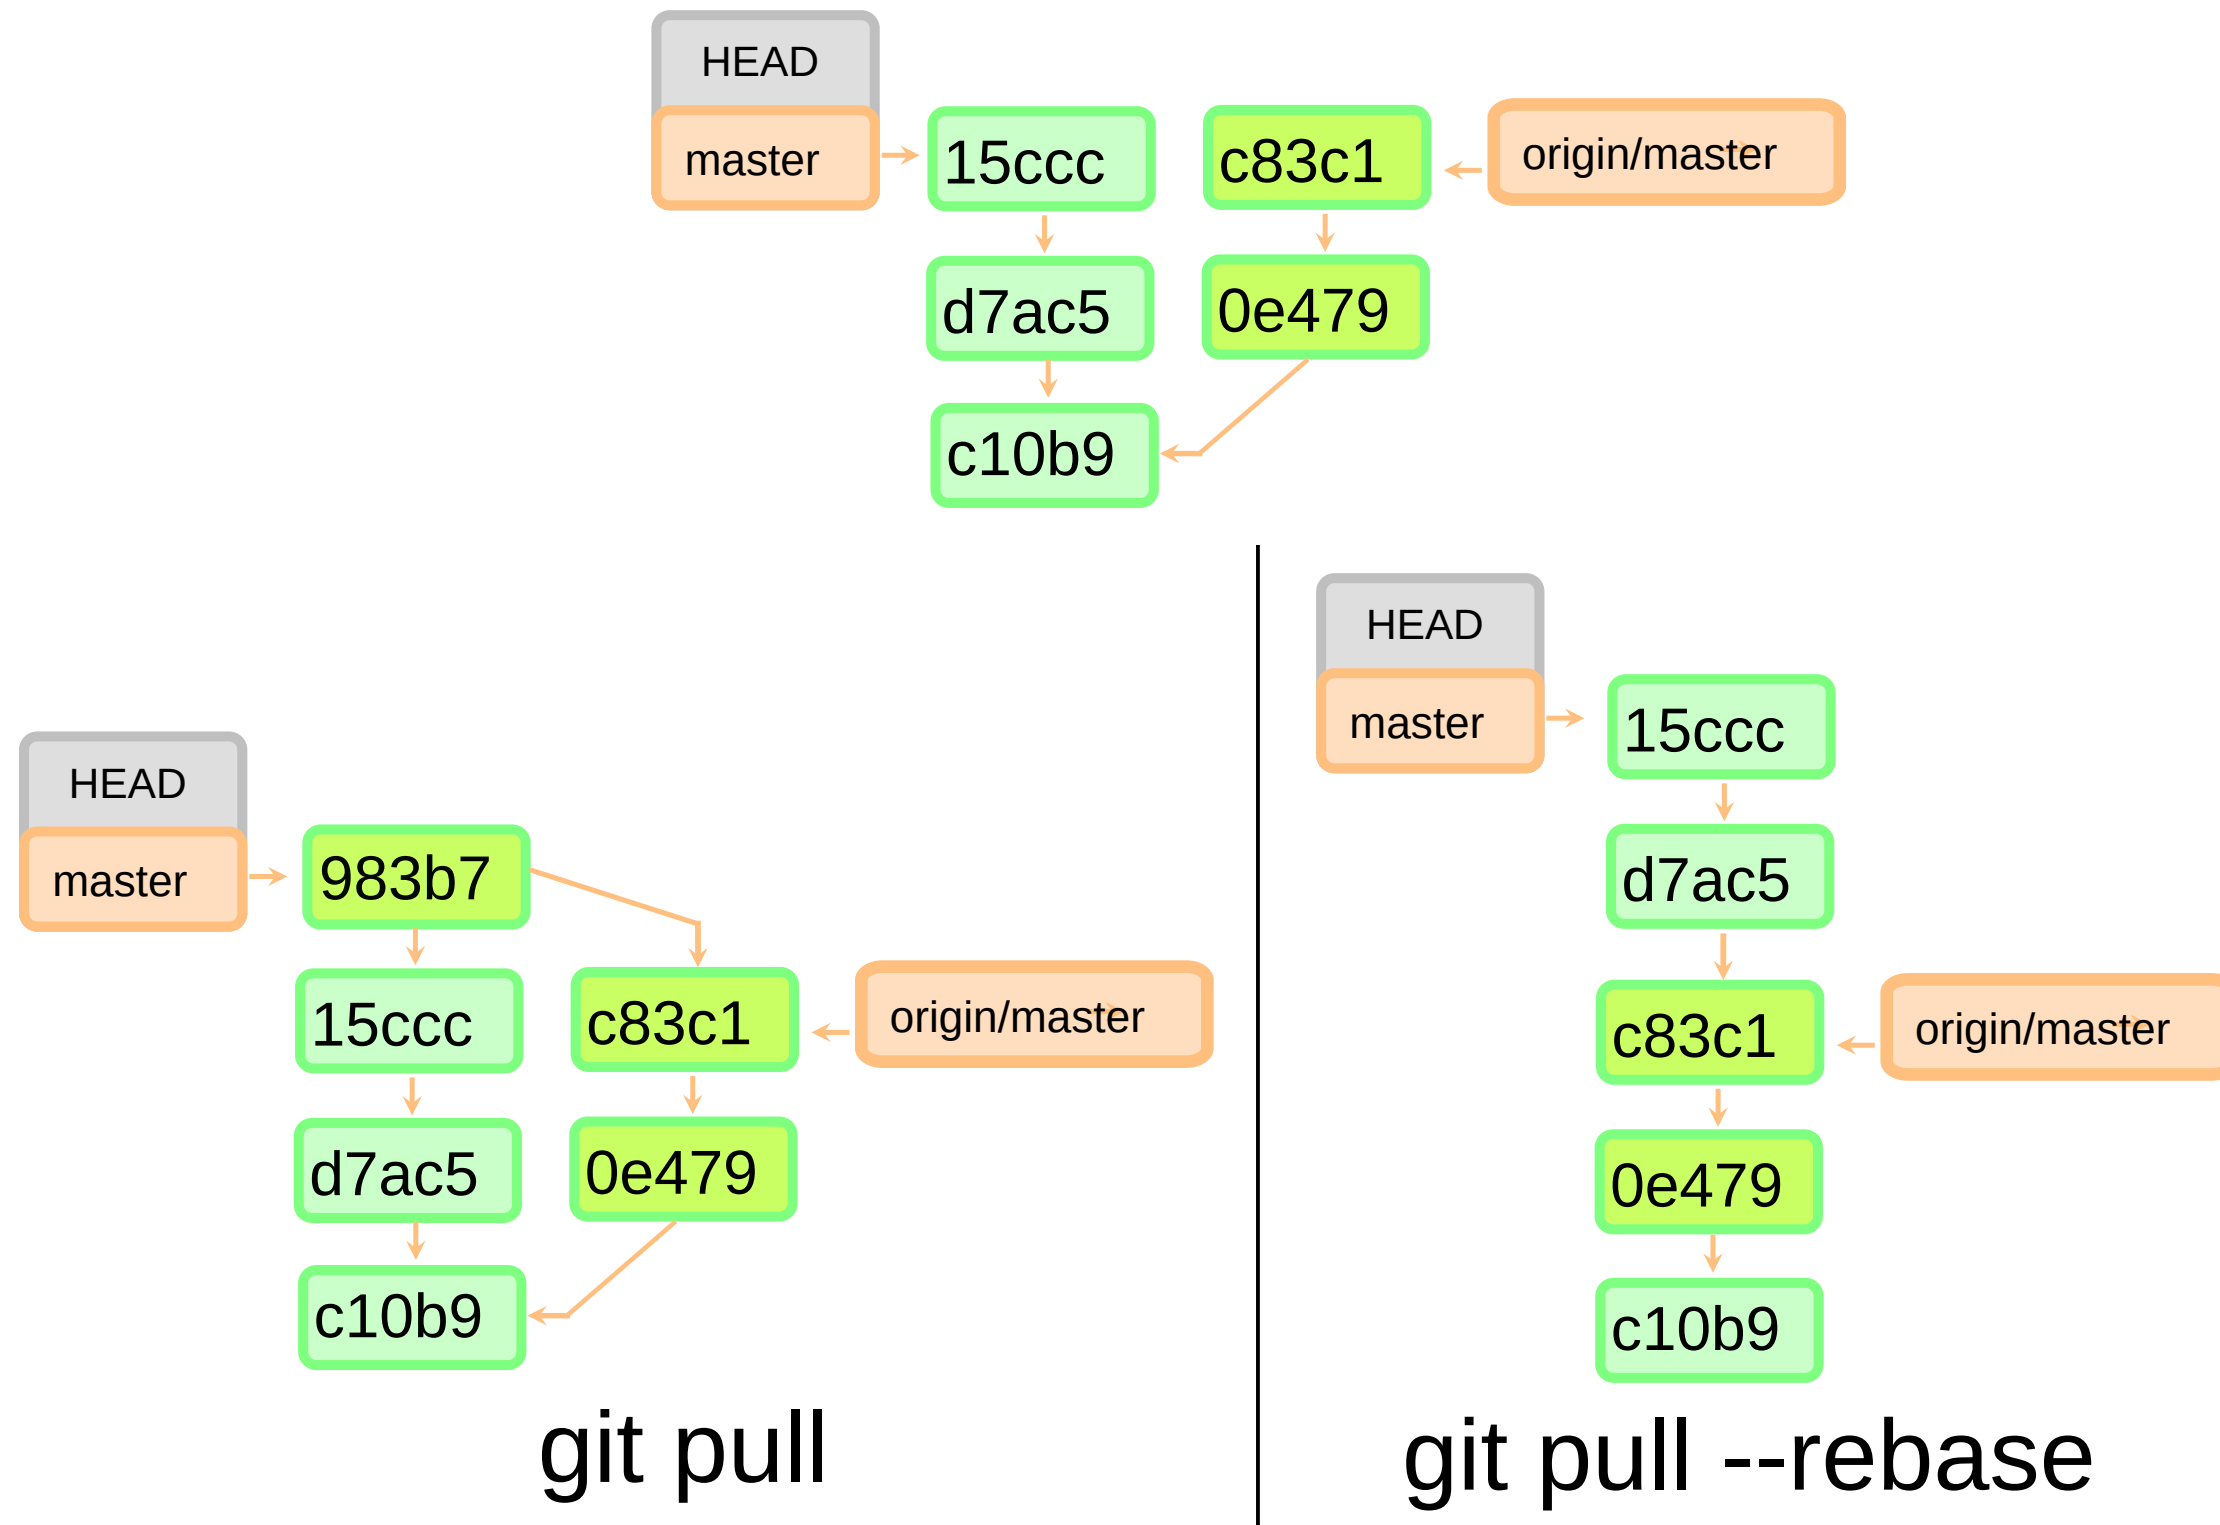 HEAD
master
15ccc
c83c1
origin/master
d7ac5
0e479
c10b9
HEAD
master
983b7
15ccc
c83c1
origin/master
d7ac5
0e479
c10b9
git pull
HEAD
master
15ccc
d7ac5
c83c1
origin/master
0e479
c10b9
git pull --rebase